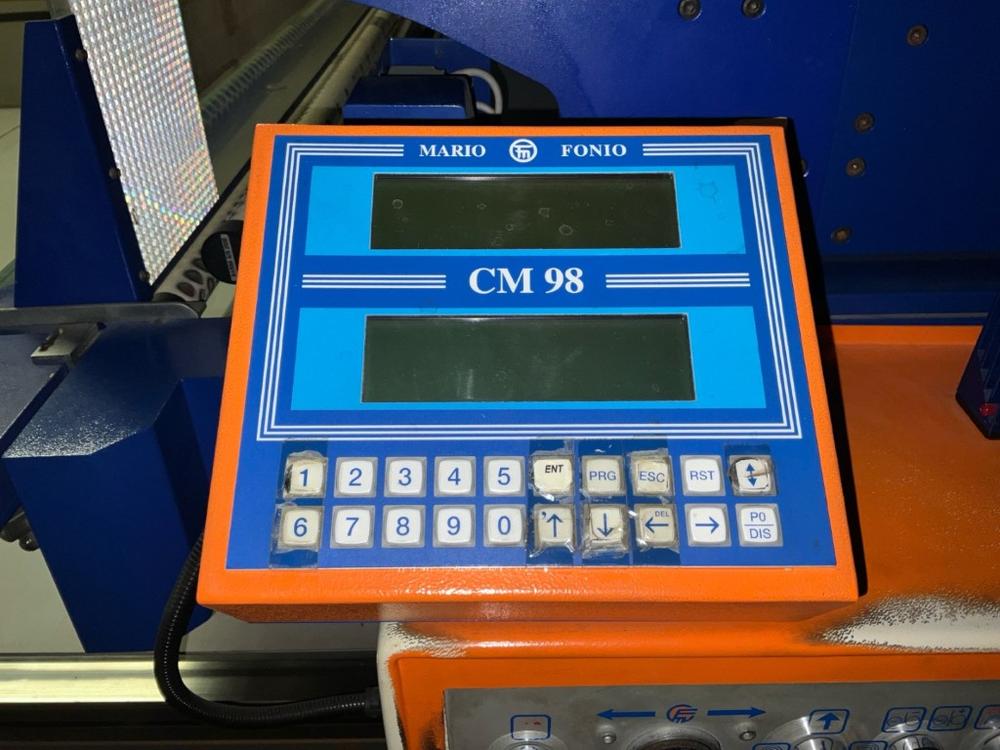 MARIO FONIO
CM 98
1 2 3 4 5 ENT PRG ESC RST
6 7 8 9 0 DEL P0
DIS